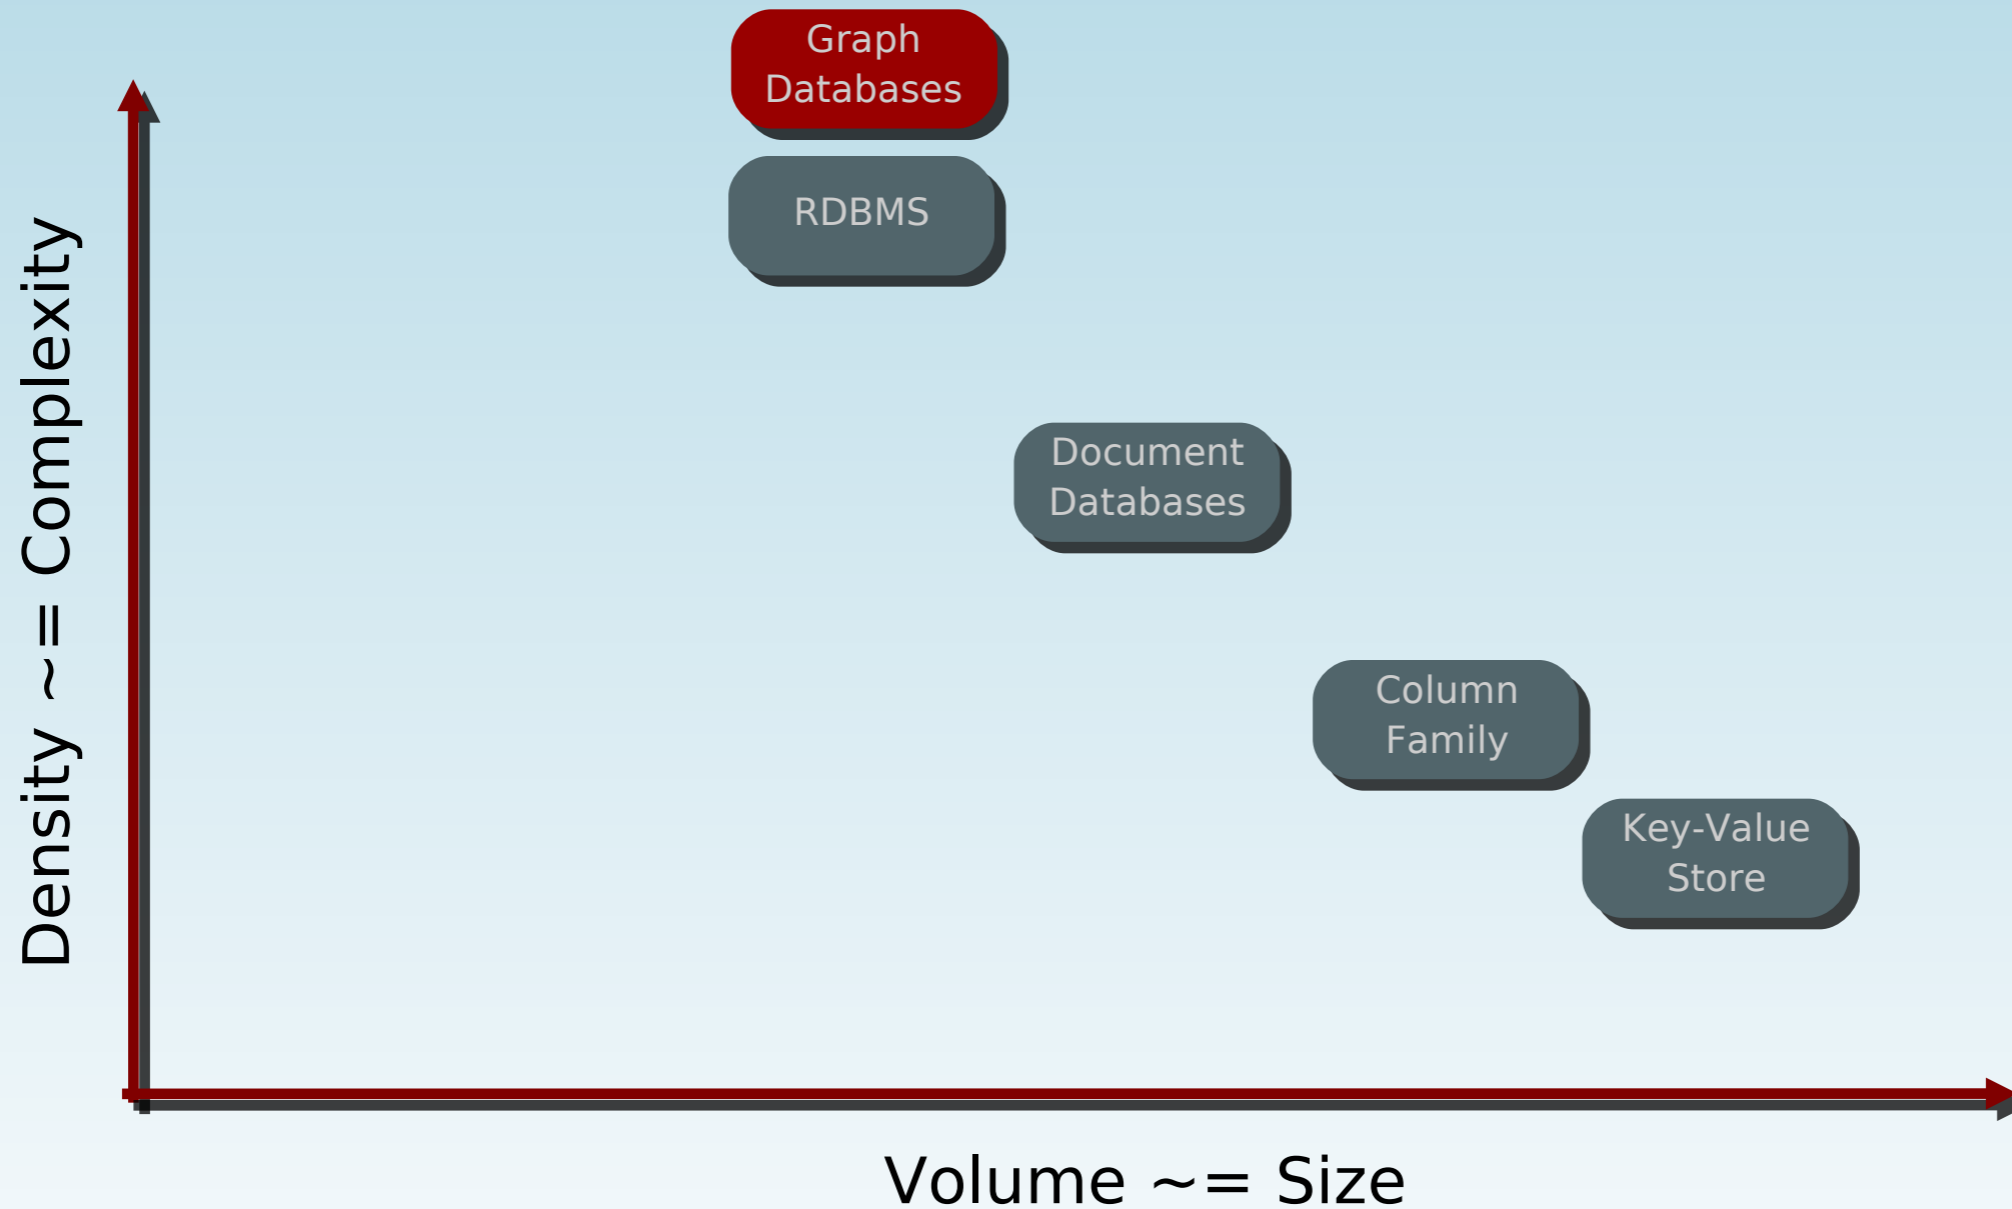 Graph
Databases
RDBMS
Density ~= Complexity
Document
Databases
Column
Family
Key-Value
Store
Volume ~= Size